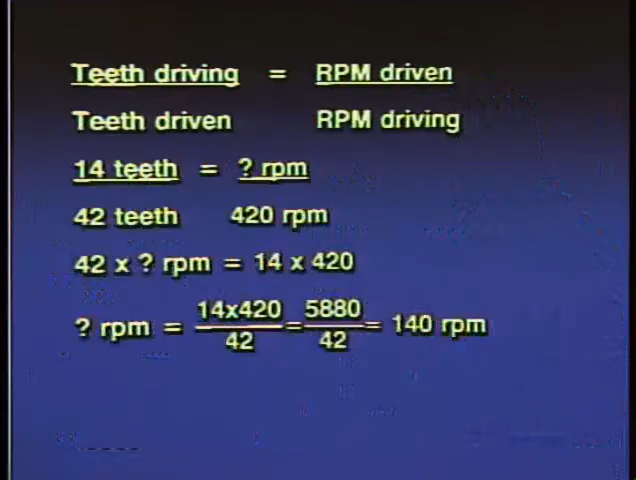 Teeth driving = RPM driven
Teeth driven RPM driving
14 teeth = ? rpm
42 teeth 420 rpm
42 x ? rpm = 14 x 420
? rpm = 14x420 = 5880 = 140 rpm
42 42